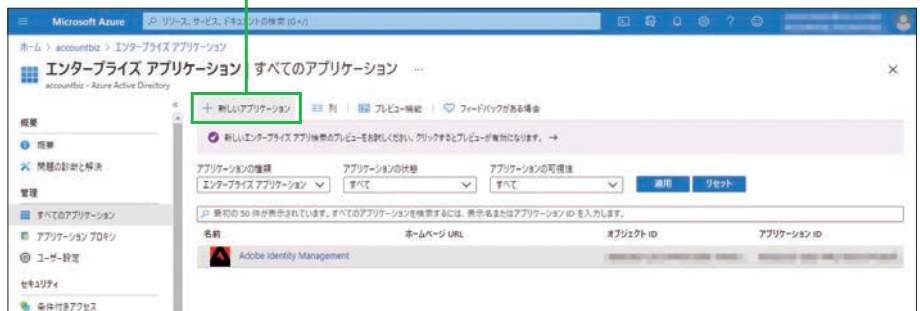 Microsoft Azure
リソース、サービス、ドキュメントの検索 (G+/)
ホーム > accountbiz > エンタープライズ アプリケーション
エンタープライズ アプリケーション | すべてのアプリケーション ...
accountbiz - Azure Active Directory
+ 新しいアプリケーション 列 プレビュー機能 フィードバックがある場合
新しいエンタープライズ アプリ検索のプレビューをお試しください。クリックするとプレビューが有効になります。 →
概要
概要
問題の診断と解決
管理
すべてのアプリケーション
アプリケーション プロキシ
ユーザー設定
セキュリティ
条件付きアクセス
アプリケーションの種類 アプリケーションの状態 アプリケーションの可視性
エンタープライズ アプリケーション すべて すべて 適用 リセット
最初の 50 件が表示されています。すべてのアプリケーションを検索するには、表示名またはアプリケーション ID を入力します。
名前 ホームページ URL オブジェクト ID アプリケーション ID
Adobe Identity Management